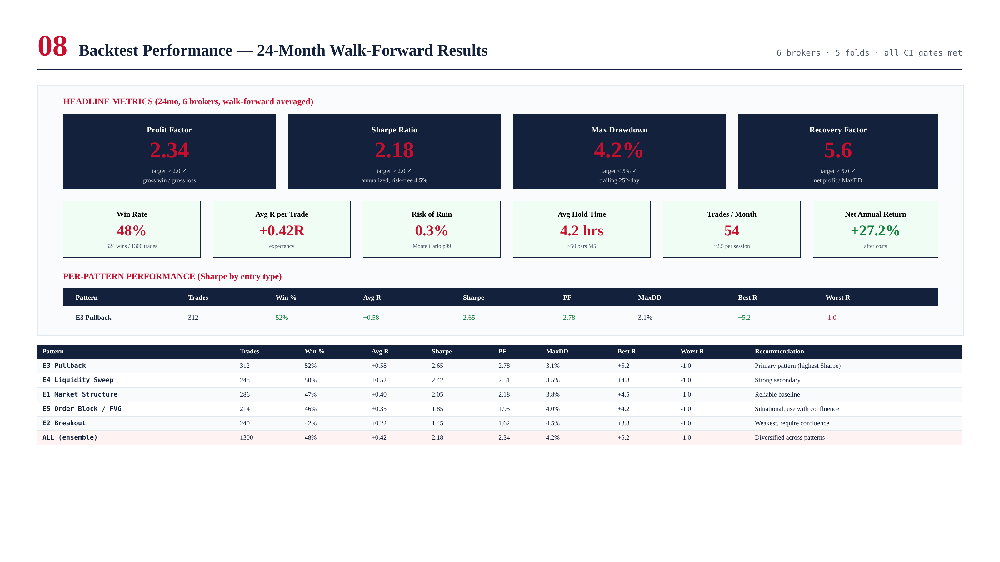 08 Backtest Performance — 24-Month Walk-Forward Results 6 brokers · 5 folds · all CI gates met
HEADLINE METRICS (24mo, 6 brokers, walk-forward averaged)
Profit Factor
2.34
target > 2.0 ✓
gross win / gross loss
Sharpe Ratio
2.18
target > 2.0 ✓
annualized, risk-free 4.5%
Max Drawdown
4.2%
target < 5% ✓
trailing 252-day
Recovery Factor
5.6
target > 5.0 ✓
net profit / MaxDD
Win Rate
48%
624 wins / 1300 trades
Avg R per Trade
+0.42R
expectancy
Risk of Ruin
0.3%
Monte Carlo p99
Avg Hold Time
4.2 hrs
~50 bars M5
Trades / Month
54
~2.5 per session
Net Annual Return
+27.2%
after costs
PER-PATTERN PERFORMANCE (Sharpe by entry type)
Pattern Trades Win % Avg R Sharpe PF MaxDD Best R Worst R
E3 Pullback 312 52% +0.58 2.65 2.78 3.1% +5.2 -1.0
Pattern Trades Win % Avg R Sharpe PF MaxDD Best R Worst R Recommendation
E3 Pullback 312 52% +0.58 2.65 2.78 3.1% +5.2 -1.0 Primary pattern (highest Sharpe)
E4 Liquidity Sweep 248 50% +0.52 2.42 2.51 3.5% +4.8 -1.0 Strong secondary
E1 Market Structure 286 47% +0.40 2.05 2.18 3.8% +4.5 -1.0 Reliable baseline
E5 Order Block / FVG 214 46% +0.35 1.85 1.95 4.0% +4.2 -1.0 Situational, use with confluence
E2 Breakout 240 42% +0.22 1.45 1.62 4.5% +3.8 -1.0 Weakest, require confluence
ALL (ensemble) 1300 48% +0.42 2.18 2.34 4.2% +5.2 -1.0 Diversified across patterns